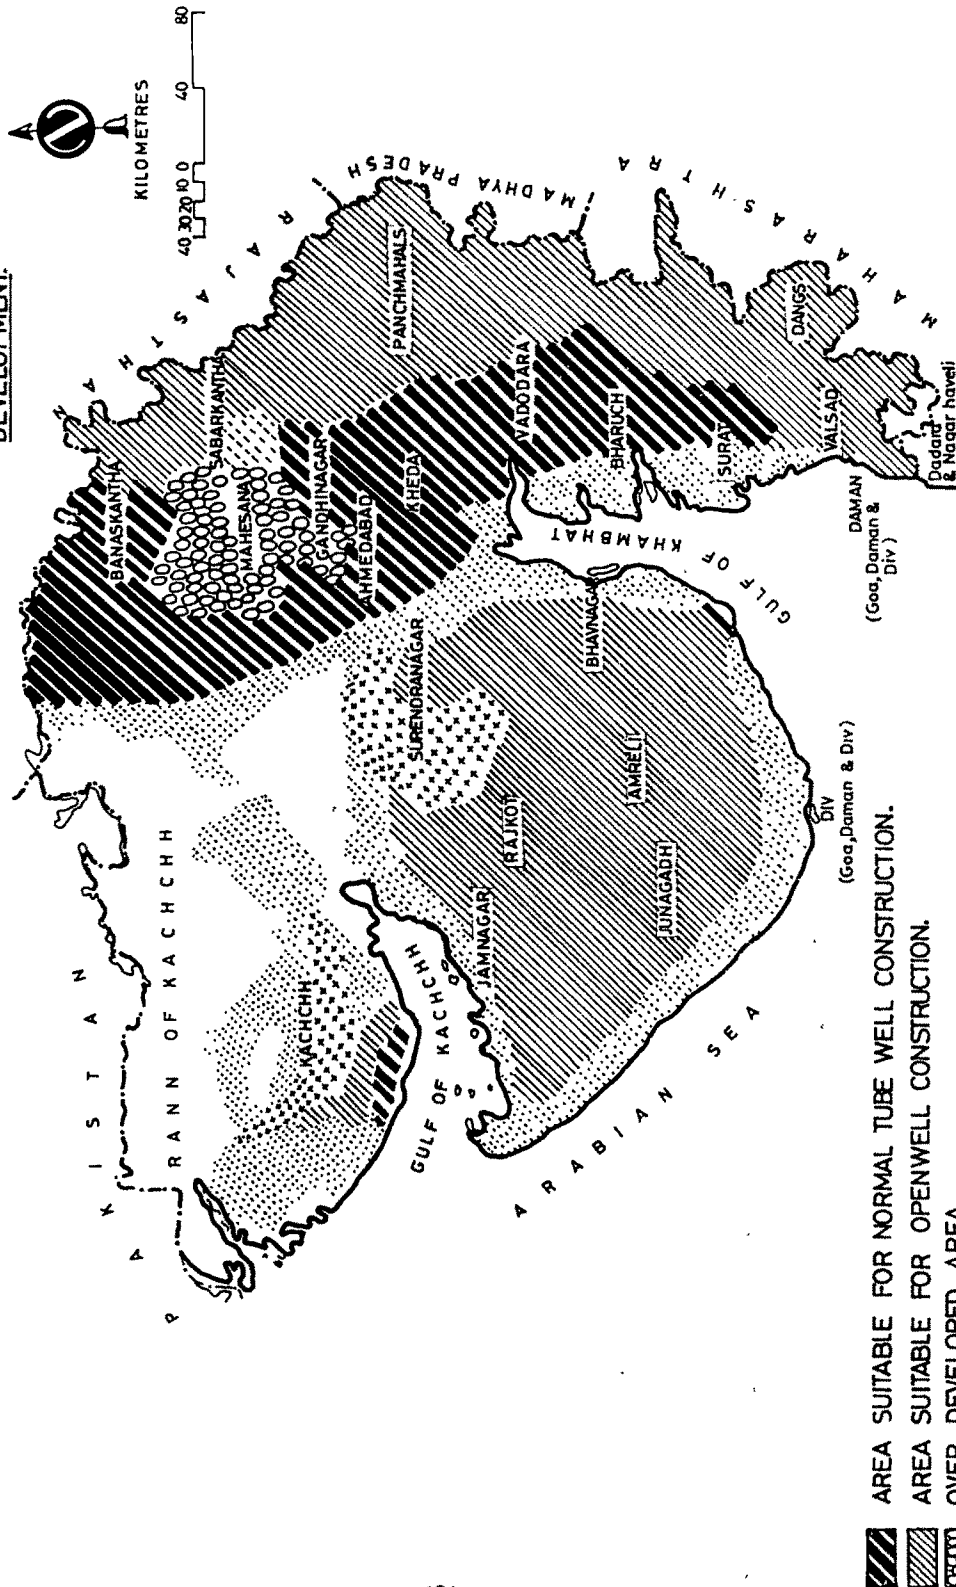 KILOMETRES
40 30 20 10 0 40 80
PAKISTAN
RANN OF KACHCHH
RAJASTHAN
MADHYA PRADESH
MAHARASHTRA
BANASKANTHA
SABARKANTHA
MAHESANA
GANDHINAGAR
AHMEDABAD
KHEDA
PANCHMAHALS
KACHCHH
SURENDRANAGAR
GULF OF KACHCHH
JAMNAGAR
RAJKOT
VADODARA
BHARUCH
BHAVNAGAR
GULF OF KHAMBHAT
AMRELI
JUNAGADH
SURAT
DANGS
VALSAD
ARABIAN SEA
DIV
(Goa, Daman & Div)
DAMAN
(Goa, Daman &
Div)
Dadara
& Nagar haveli
AREA SUITABLE FOR NORMAL TUBE WELL CONSTRUCTION.
AREA SUITABLE FOR OPENWELL CONSTRUCTION.
OVER DEVELOPED AREA